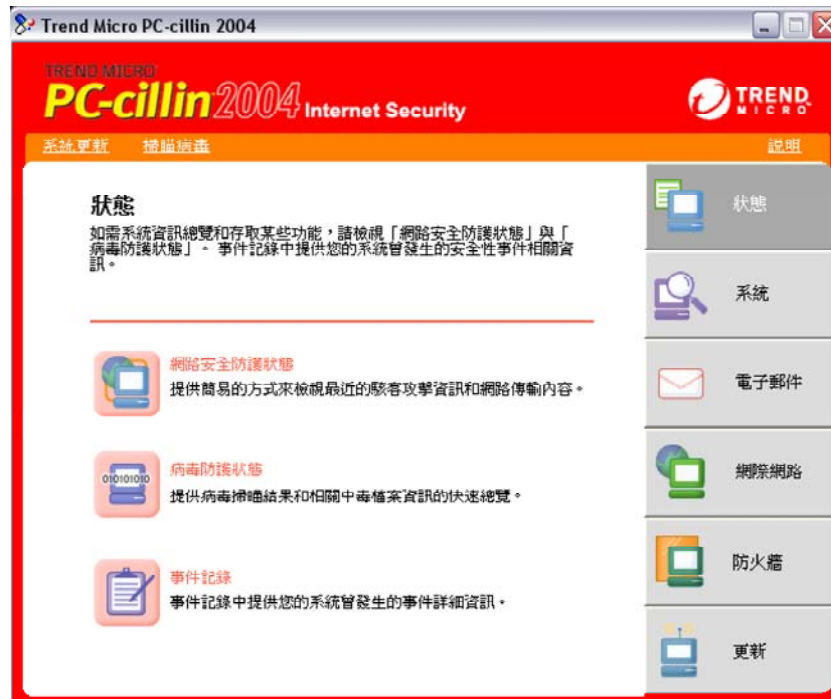 Trend Micro PC-cillin 2004
TREND MICRO
PC-cillin 2004 Internet Security
TREND MICRO
系統更新 掃瞄病毒 說明
狀態
如需系統資訊總覽和存取某些功能，請檢視「網路安全防護狀態」與「
病毒防護狀態」。 事件記錄中提供您的系統曾發生的安全性事件相關資
訊。
網路安全防護狀態
提供簡易的方式來檢視最近的駭客攻擊資訊和網路傳輸內容。
病毒防護狀態
010101010
提供病毒掃瞄結果和相關中毒檔案資訊的快速總覽。
事件記錄
事件記錄中提供您的系統曾發生的事件詳細資訊。
狀態
系統
電子郵件
網際網路
防火牆
更新